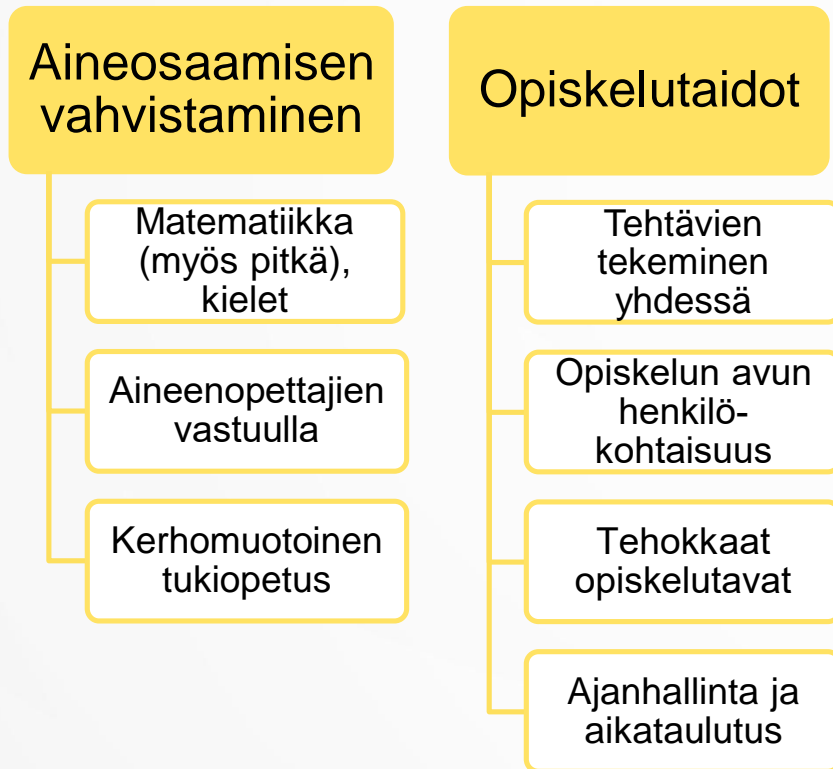 Aineosaamisen
vahvistaminen
Matematiikka
(myös pitkä),
kielet
Aineenopettajien
vastuulla
Kerhomuotoinen
tukiopetus
Opiskelutaidot
Tehtävien
tekeminen
yhdessä
Opiskelun avun
henkilö-
kohtaisuus
Tehokkaat
opiskelutavat
Ajanhallinta ja
aikataulutus